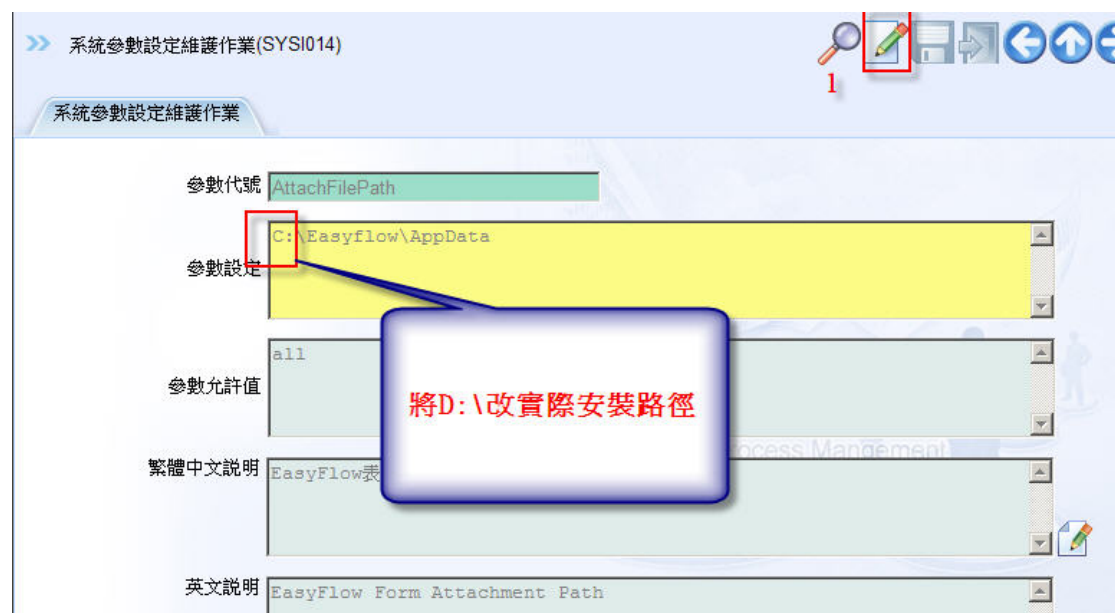 系統參數設定維護作業(SYSI014)
1
系統參數設定維護作業
參數代號 AttachFilePath
參數設定 C:\Easyflow\AppData
參數允許值 all
將D:\改實際安裝路徑
ocess Mangement
繁體中文說明 EasyFlow表
英文說明 EasyFlow Form Attachment Path